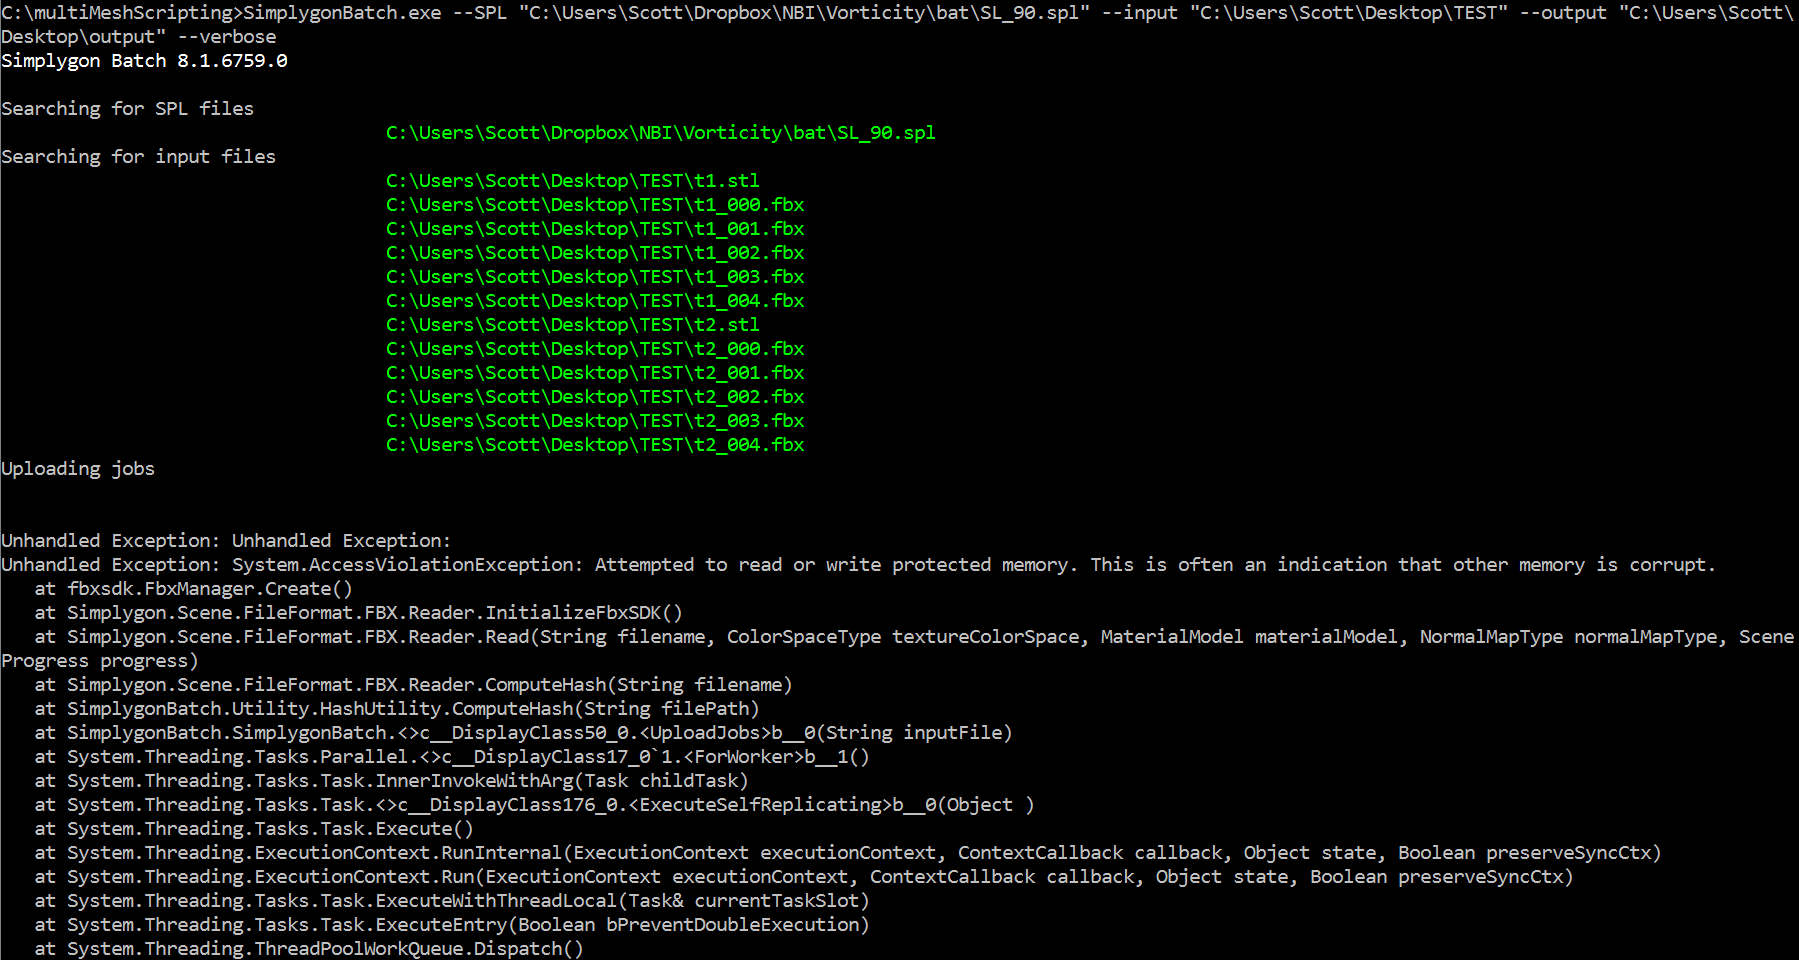 C:\multiMeshScripting>SimplygonBatch.exe --SPL "C:\Users\Scott\Dropbox\NBI\Vorticity\bat\SL_90.spl" --input "C:\Users\Scott\Desktop\TEST" --output "C:\Users\Scott\
Desktop\output" --verbose
Simplygon Batch 8.1.6759.0
Searching for SPL files
C:\Users\Scott\Dropbox\NBI\Vorticity\bat\SL_90.spl
Searching for input files
C:\Users\Scott\Desktop\TEST\t1.stl
C:\Users\Scott\Desktop\TEST\t1_000.fbx
C:\Users\Scott\Desktop\TEST\t1_001.fbx
C:\Users\Scott\Desktop\TEST\t1_002.fbx
C:\Users\Scott\Desktop\TEST\t1_003.fbx
C:\Users\Scott\Desktop\TEST\t1_004.fbx
C:\Users\Scott\Desktop\TEST\t2.stl
C:\Users\Scott\Desktop\TEST\t2_000.fbx
C:\Users\Scott\Desktop\TEST\t2_001.fbx
C:\Users\Scott\Desktop\TEST\t2_002.fbx
C:\Users\Scott\Desktop\TEST\t2_003.fbx
C:\Users\Scott\Desktop\TEST\t2_004.fbx
Uploading jobs
Unhandled Exception: Unhandled Exception:
Unhandled Exception: System.AccessViolationException: Attempted to read or write protected memory. This is often an indication that other memory is corrupt.
at fbxsdk.FbxManager.Create()
at Simplygon.Scene.FileFormat.FBX.Reader.InitializeFbxSDK()
at Simplygon.Scene.FileFormat.FBX.Reader.Read(String filename, ColorSpaceType textureColorSpace, MaterialModel materialModel, NormalMapType normalMapType, Scene
Progress progress)
at Simplygon.Scene.FileFormat.FBX.Reader.ComputeHash(String filename)
at SimplygonBatch.Utility.HashUtility.ComputeHash(String filePath)
at SimplygonBatch.SimplygonBatch.<>c__DisplayClass50_0.<UploadJobs>b__0(String inputFile)
at System.Threading.Tasks.Parallel.<>c__DisplayClass17_0`1.<ForWorker>b__1()
at System.Threading.Tasks.Task.InnerInvokeWithArg(Task childTask)
at System.Threading.Tasks.Task.<>c__DisplayClass176_0.<ExecuteSelfReplicating>b__0(Object )
at System.Threading.Tasks.Task.Execute()
at System.Threading.ExecutionContext.RunInternal(ExecutionContext executionContext, ContextCallback callback, Object state, Boolean preserveSyncCtx)
at System.Threading.ExecutionContext.Run(ExecutionContext executionContext, ContextCallback callback, Object state, Boolean preserveSyncCtx)
at System.Threading.Tasks.Task.ExecuteWithThreadLocal(Task& currentTaskSlot)
at System.Threading.Tasks.Task.ExecuteEntry(Boolean bPreventDoubleExecution)
at System.Threading.ThreadPoolWorkQueue.Dispatch()